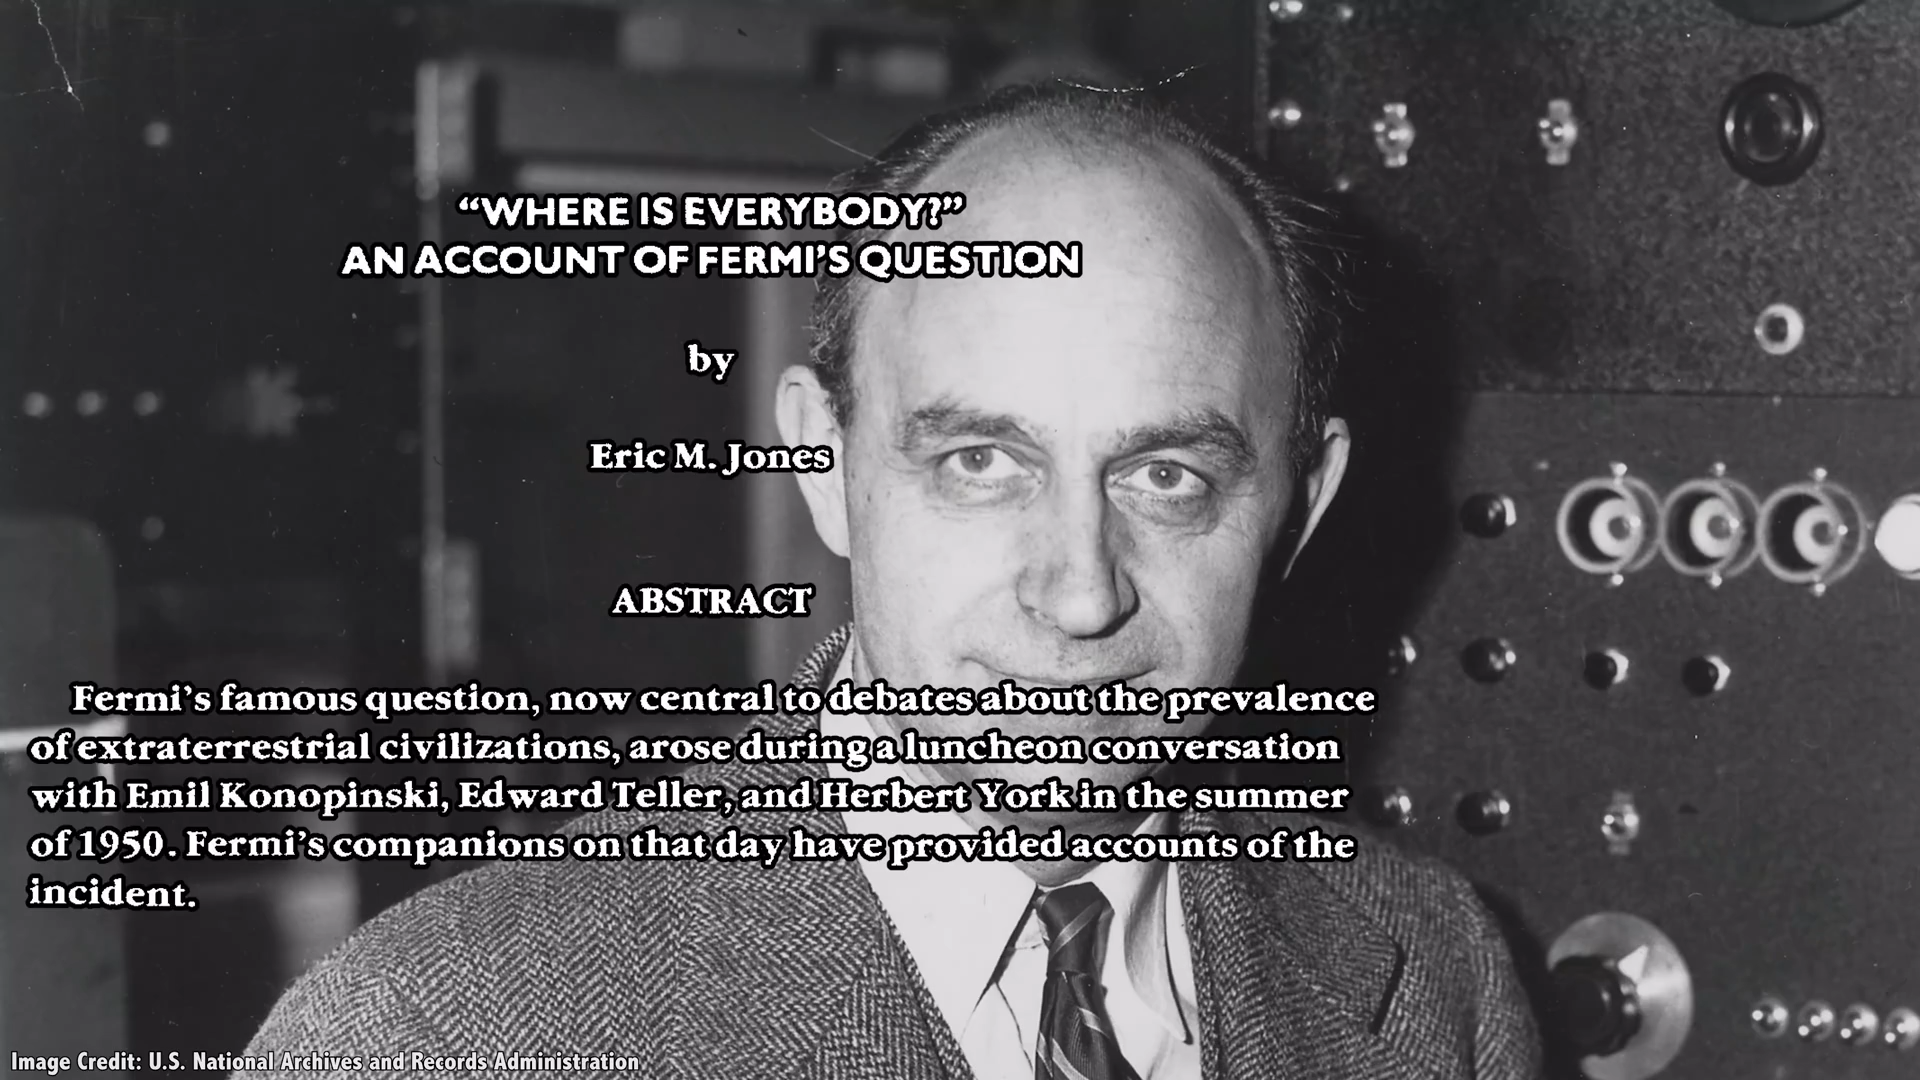 “WHERE IS EVERYBODY?”
AN ACCOUNT OF FERMI’S QUESTION
by
Eric M. Jones
ABSTRACT
Fermi’s famous question, now central to debates about the prevalence
of extraterrestrial civilizations, arose during a luncheon conversation
with Emil Konopinski, Edward Teller, and Herbert York in the summer
of 1950. Fermi’s companions on that day have provided accounts of the
incident.
Image Credit: U.S. National Archives and Records Administration